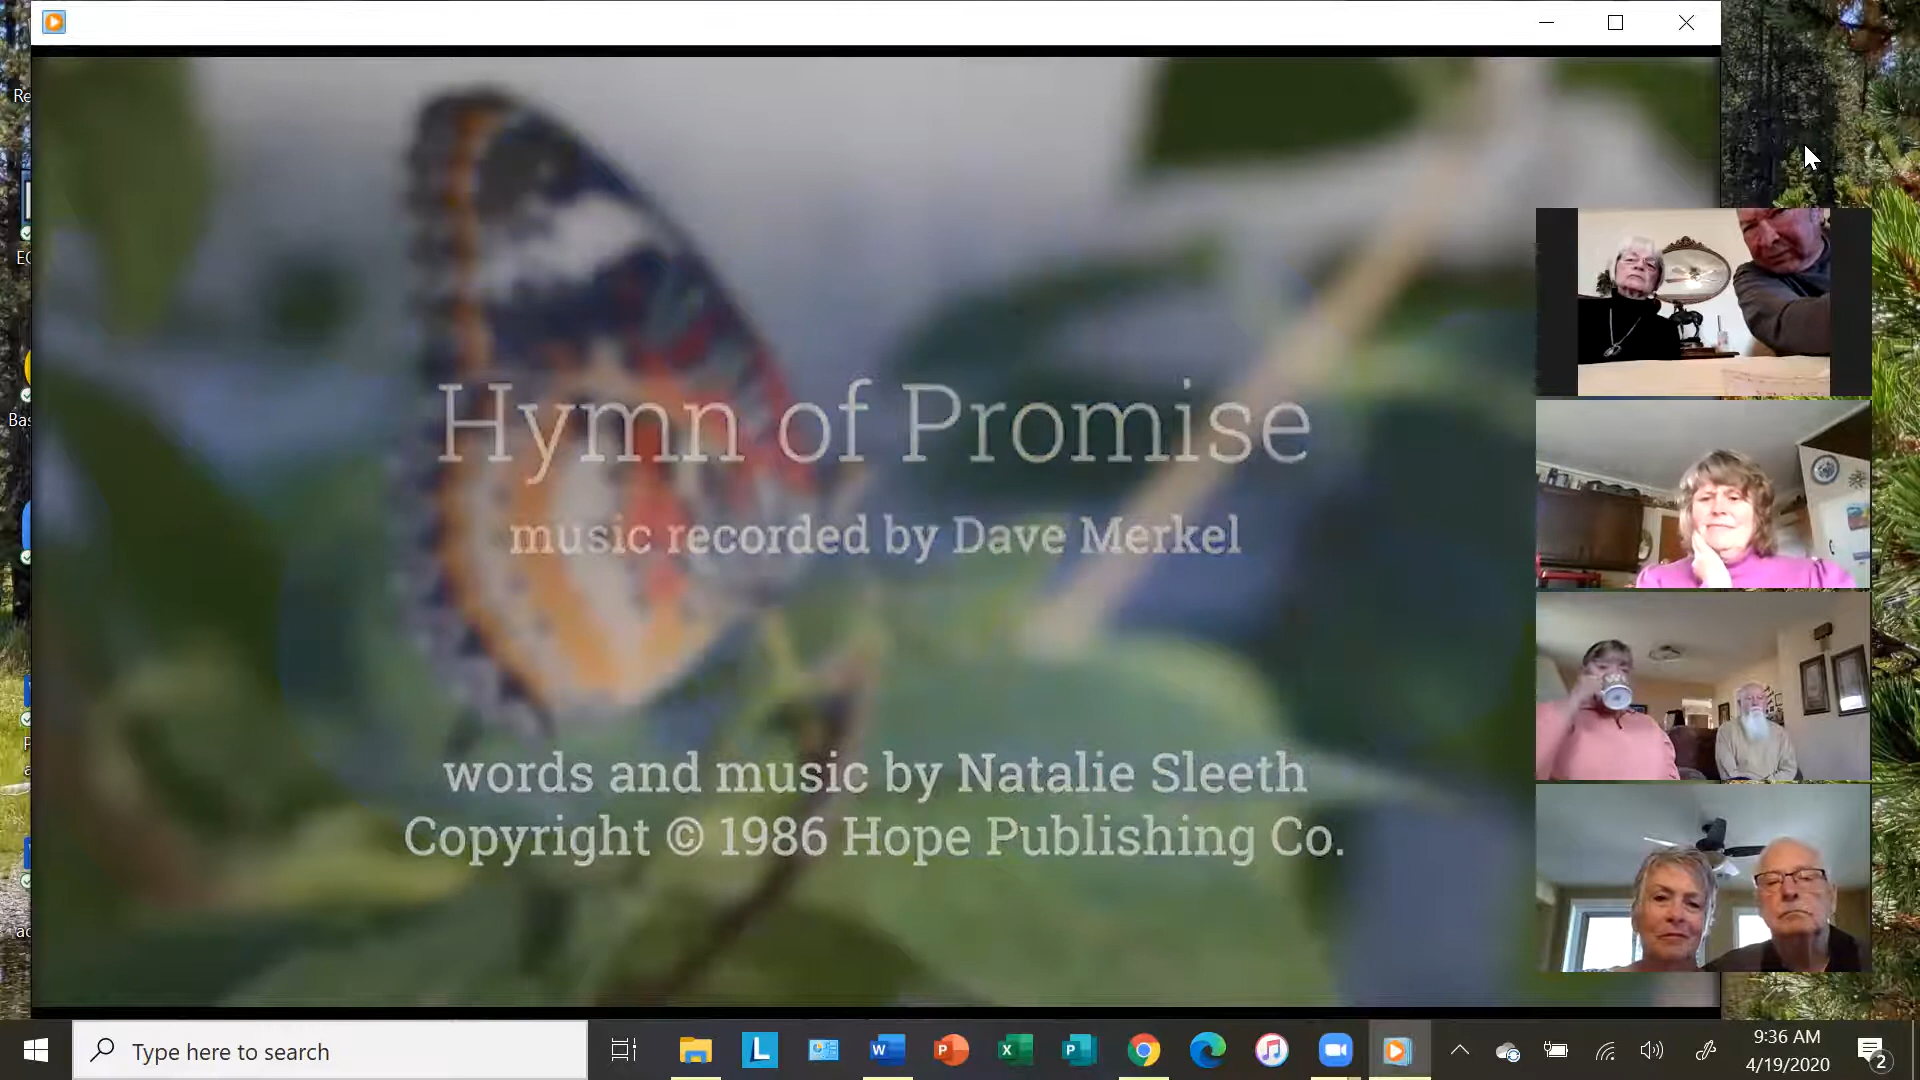 Re
EC
Bas
Hymn of Promise
music recorded by Dave Merkel
words and music by Natalie Sleeth
Copyright © 1986 Hope Publishing Co.
P
a
ac
Type here to search
L
W
P
X
P
9:36 AM
4/19/2020
2